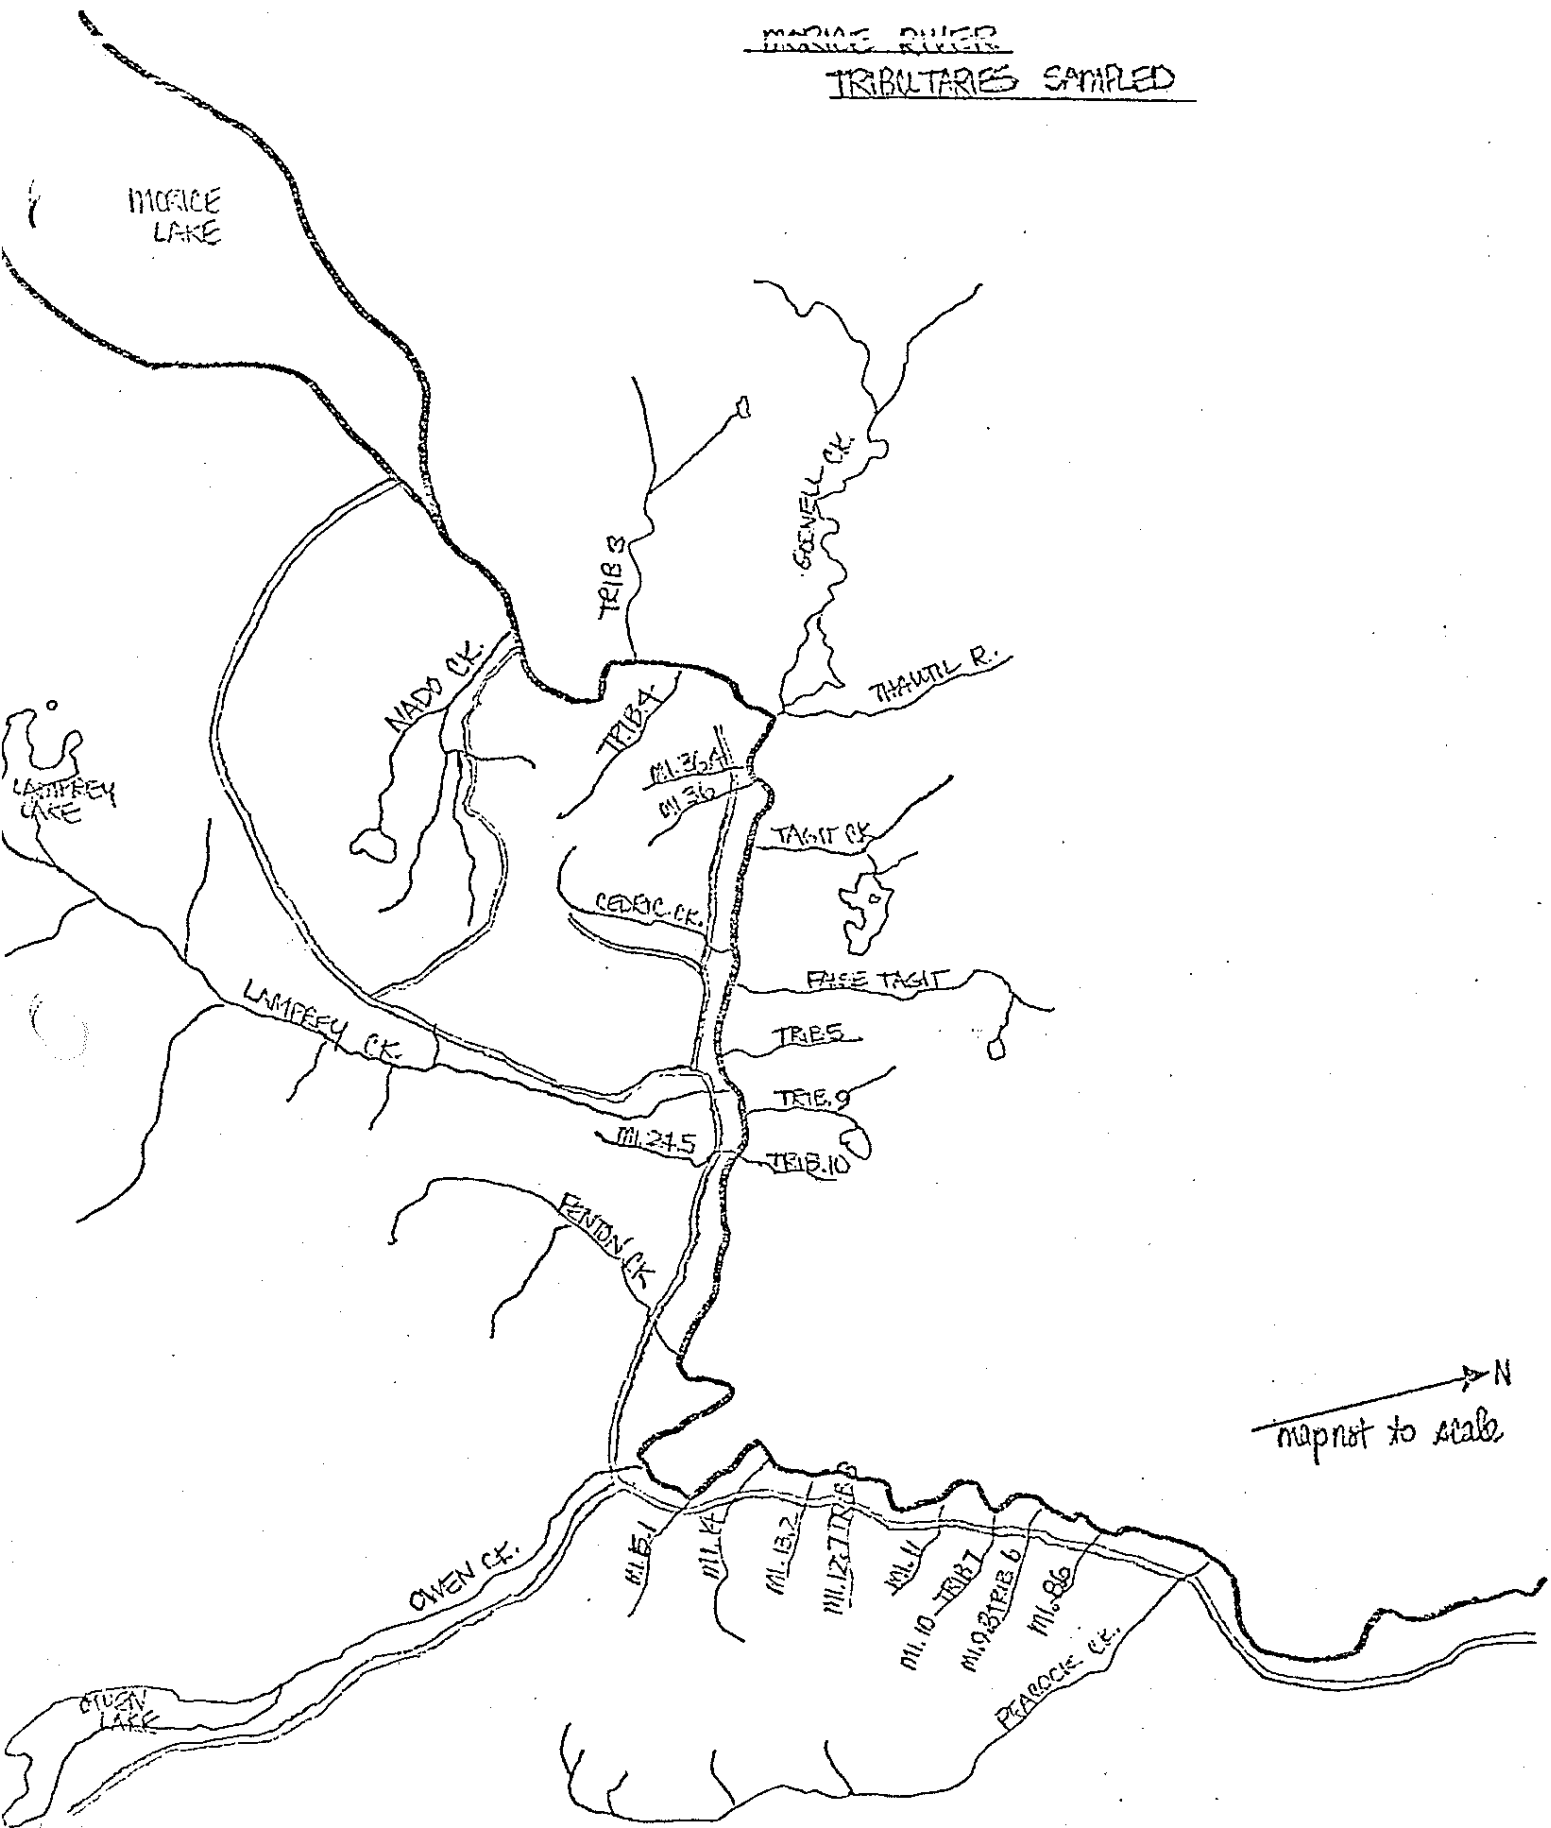 MORICE RIVER
TRIBUTARIES SAMPLED
MORICE
LAKE
GOENELL CK.
TRIB 3
THAUTIL R.
NADO CK.
TRIB.4
MI. 36.4
MI 36
LAMPREY
LAKE
TAGIT CK
CEDRIC CK.
FALSE TAGIT
LAMPREY CK.
TRIB.5
TRIB.9
MI. 24.5
TRIB.10
FENTON CK
N
map not to scale
OWEN CK.
MI. 15.1
MI. 14
MI. 13.2
MI. 12.7 TRIB 8
MI. 11
MI. 10 TRIB 7
MI. 9.3 TRIB 6
MI. 8.6
PEACOCK CK.
OWEN
LAKE